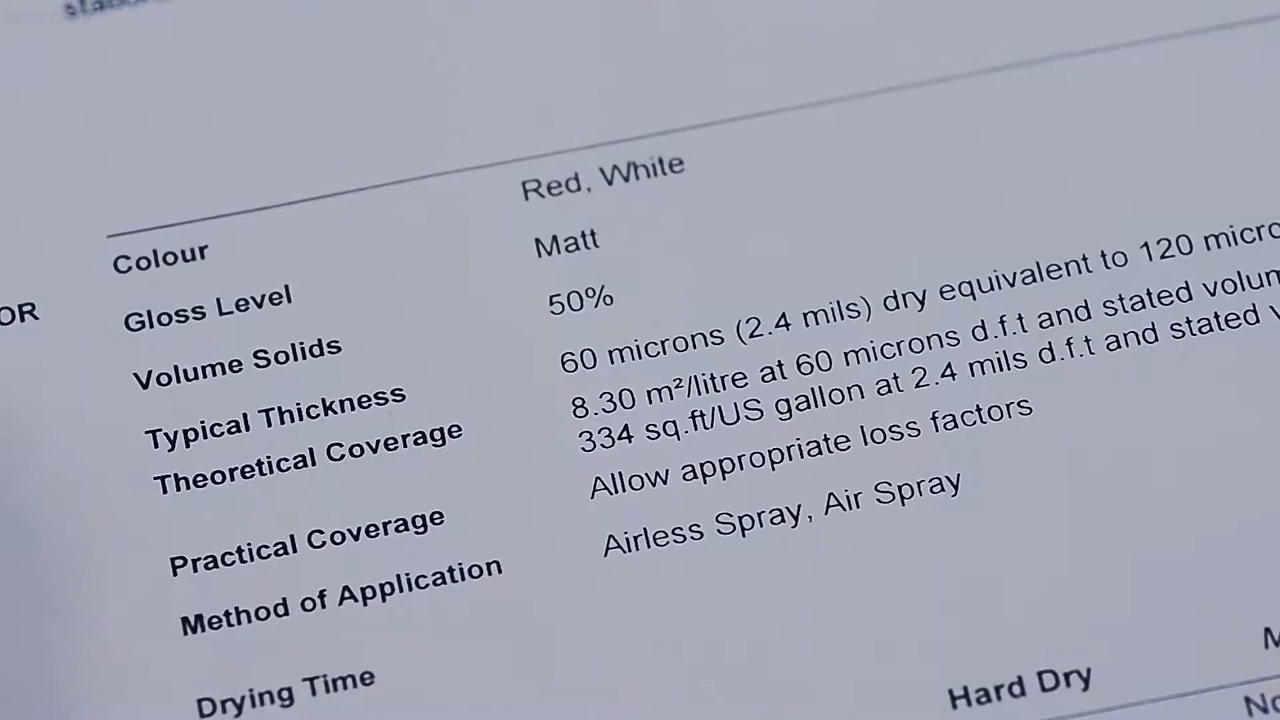 Colour Red, White
Gloss Level Matt
Volume Solids 50%
Typical Thickness 60 microns (2.4 mils) dry equivalent to 120 micro
Theoretical Coverage 8.30 m²/litre at 60 microns d.f.t and stated volum
334 sq.ft/US gallon at 2.4 mils d.f.t and stated v
Practical Coverage Allow appropriate loss factors
Method of Application Airless Spray, Air Spray
OR
Drying Time
Hard Dry
M
No